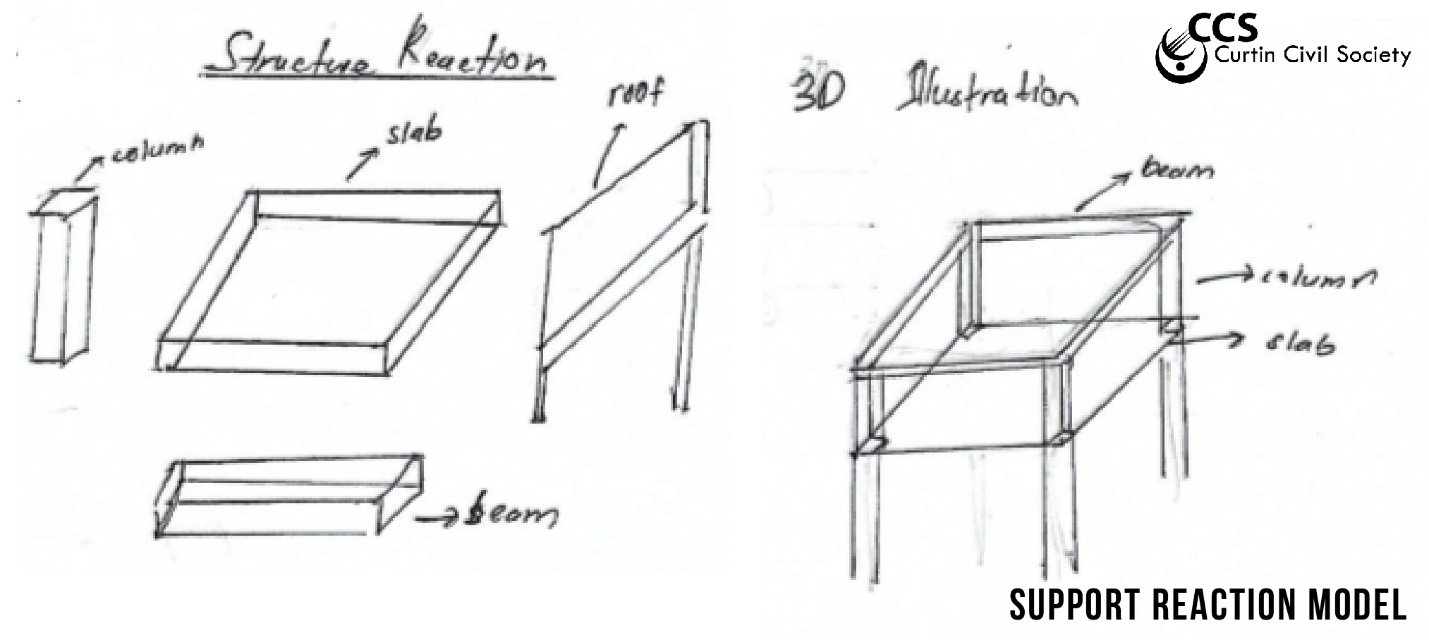 Structure Reaction
column
slab
roof
beam
3D Illustration
CCS
Curtin Civil Society
beam
column
slab
SUPPORT REACTION MODEL